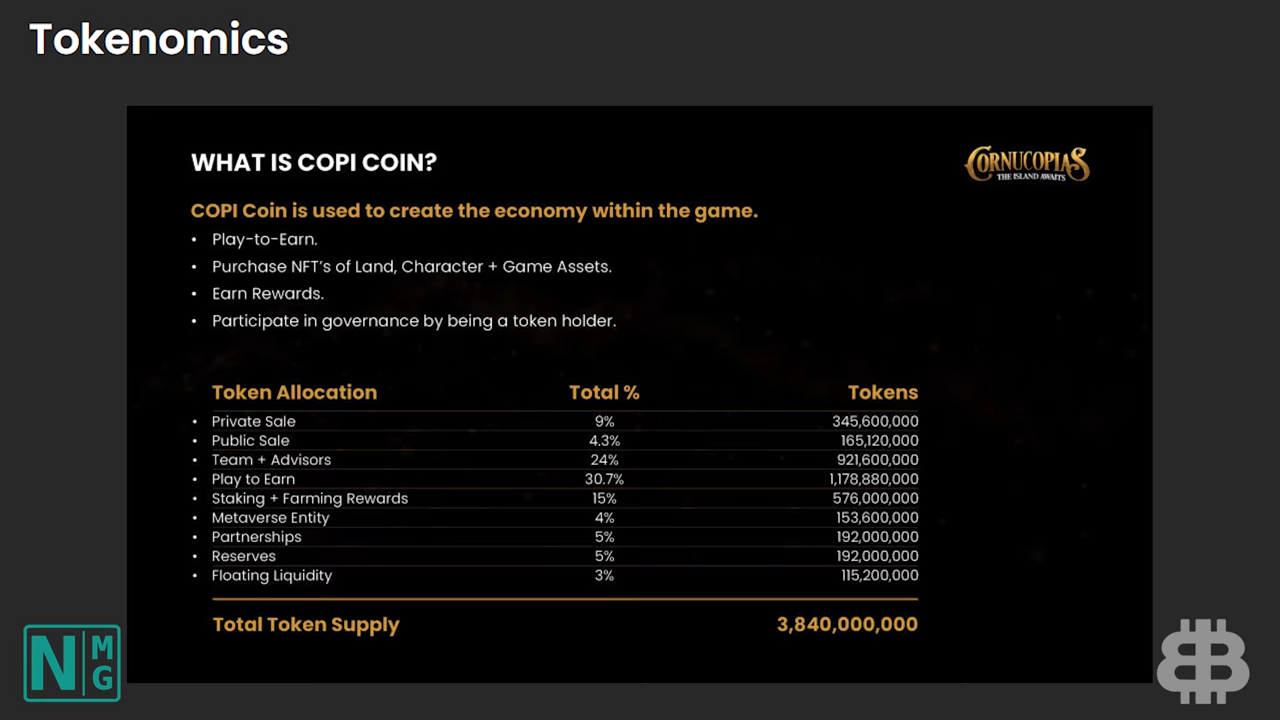 Tokenomics
WHAT IS COPI COIN?
CORNUCOPIAS
THE ISLAND AWAITS
COPI Coin is used to create the economy within the game.
• Play-to-Earn.
• Purchase NFT's of Land, Character + Game Assets.
• Earn Rewards.
• Participate in governance by being a token holder.
Token Allocation Total % Tokens
• Private Sale 9% 345,600,000
• Public Sale 4.3% 165,120,000
• Team + Advisors 24% 921,600,000
• Play to Earn 30.7% 1,178,880,000
• Staking + Farming Rewards 15% 576,000,000
• Metaverse Entity 4% 153,600,000
• Partnerships 5% 192,000,000
• Reserves 5% 192,000,000
• Floating Liquidity 3% 115,200,000
Total Token Supply 3,840,000,000
N M G